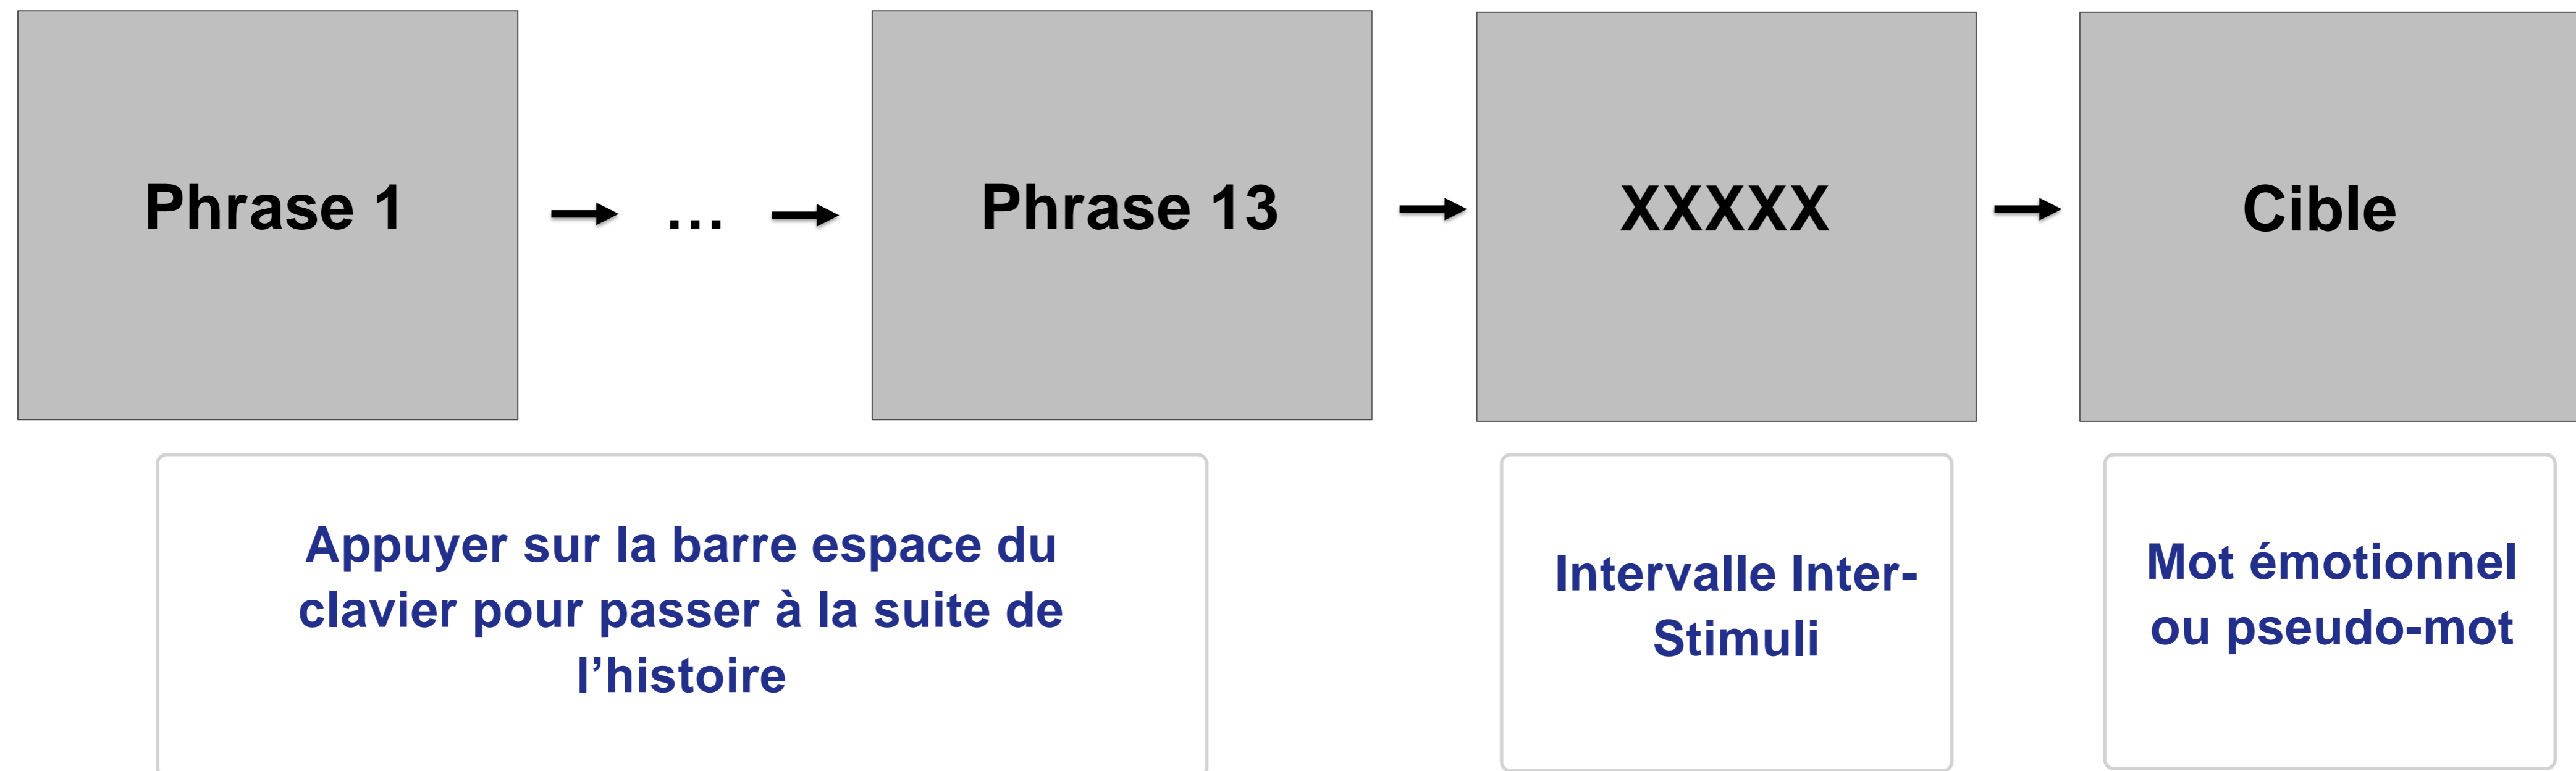 Phrase 1
…
Phrase 13
XXXXX
Cible
Appuyer sur la barre espace du
clavier pour passer à la suite de
l’histoire
Intervalle Inter-
Stimuli
Mot émotionnel
ou pseudo-mot